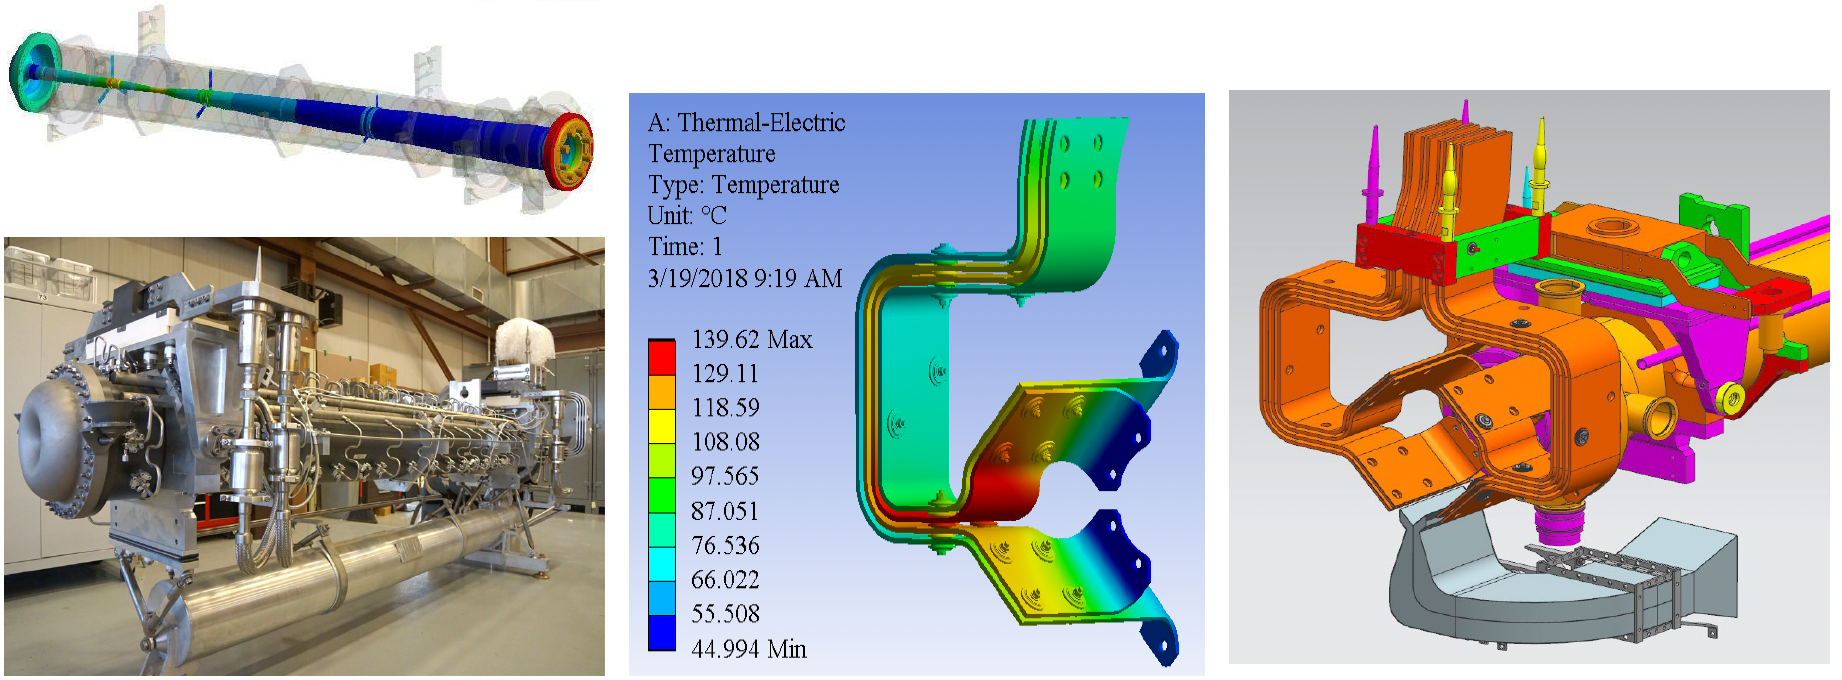 A: Thermal-Electric
Temperature
Type: Temperature
Unit: °C
Time: 1
3/19/2018 9:19 AM
139.62 Max
129.11
118.59
108.08
97.565
87.051
76.536
66.022
55.508
44.994 Min